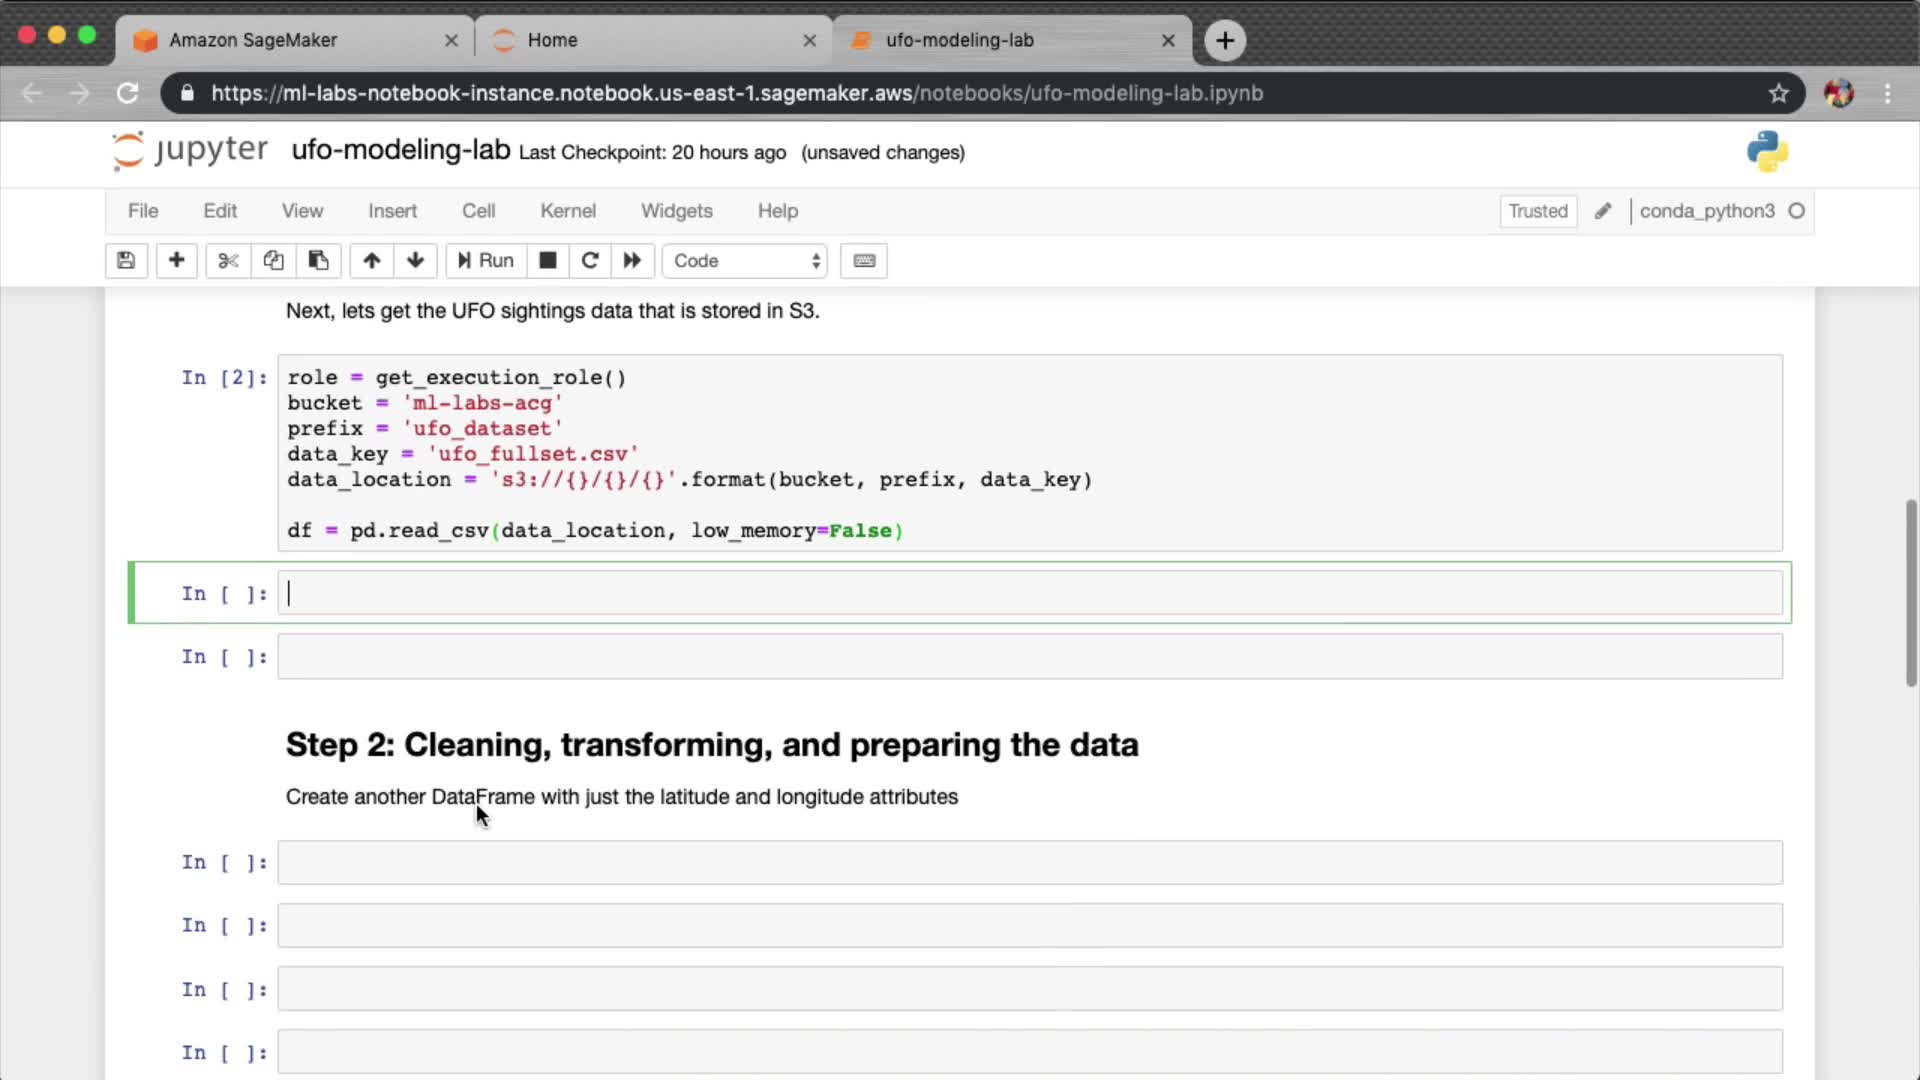 Amazon SageMaker
Home
ufo-modeling-lab
https://ml-labs-notebook-instance.notebook.us-east-1.sagemaker.aws/notebooks/ufo-modeling-lab.ipynb
jupyter ufo-modeling-lab Last Checkpoint: 20 hours ago (unsaved changes)
File Edit View Insert Cell Kernel Widgets Help Trusted conda_python3
Run Code
Next, lets get the UFO sightings data that is stored in S3.
In [2]: role = get_execution_role()
bucket = 'ml-labs-acg'
prefix = 'ufo_dataset'
data_key = 'ufo_fullset.csv'
data_location = 's3://{}/{}/{}'.format(bucket, prefix, data_key)
df = pd.read_csv(data_location, low_memory=False)
In [ ]:
In [ ]:
Step 2: Cleaning, transforming, and preparing the data
Create another DataFrame with just the latitude and longitude attributes
In [ ]:
In [ ]:
In [ ]:
In [ ]: